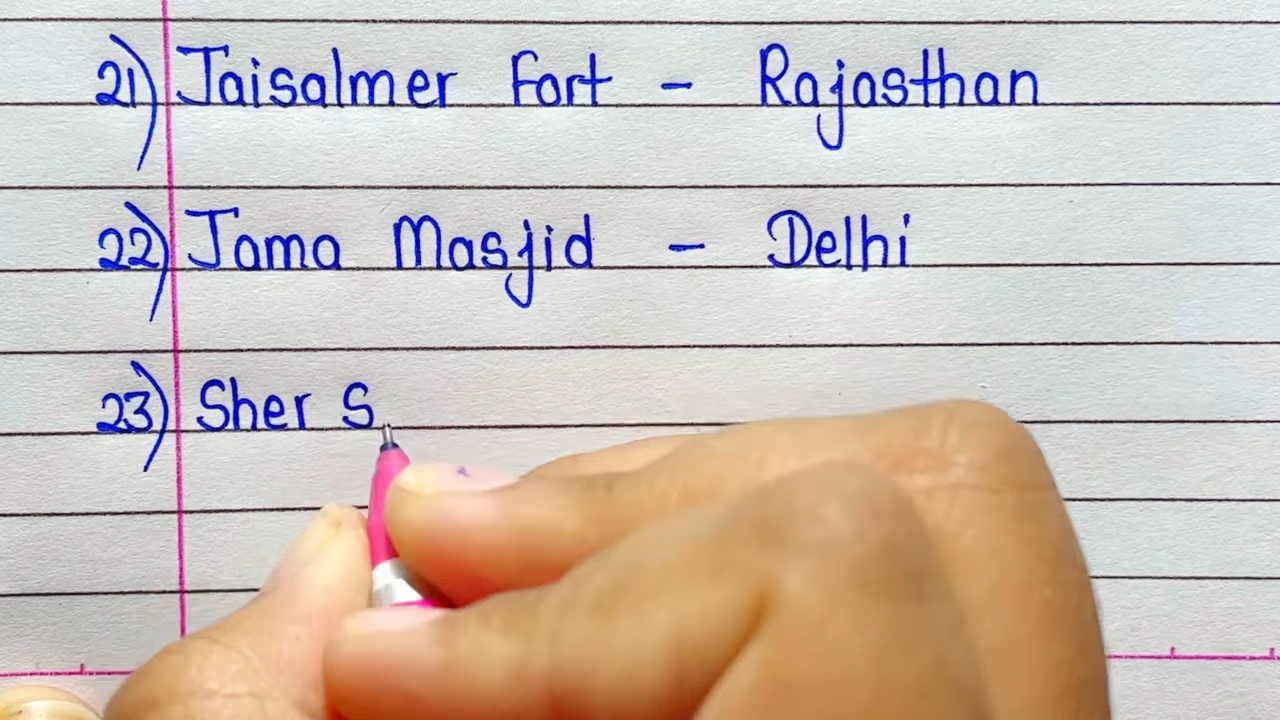 21) Jaisalmer Fort - Rajasthan
22) Jama Masjid - Delhi
23) Sher S